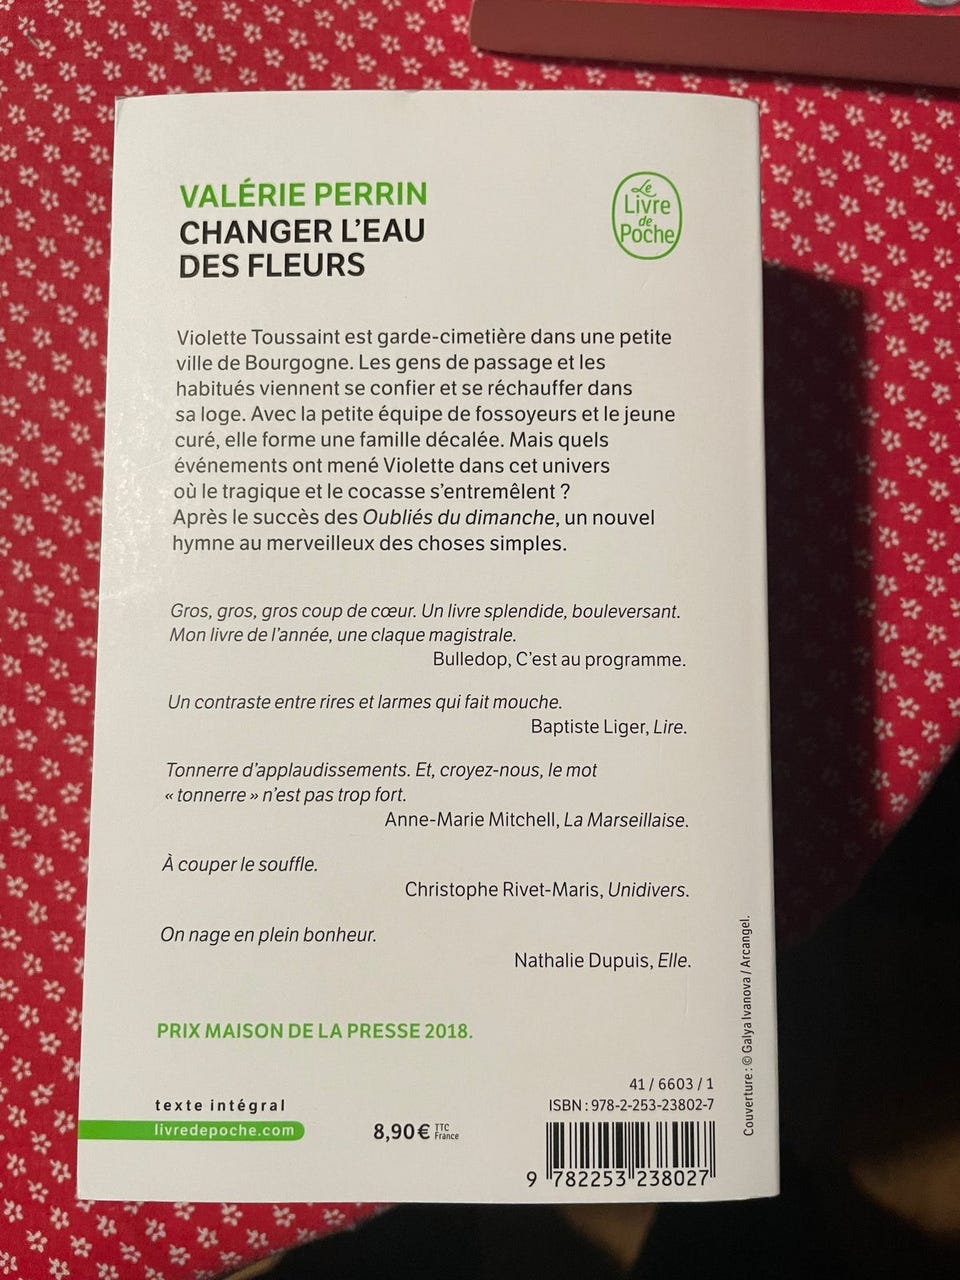 VALÉRIE PERRIN
CHANGER L’EAU
DES FLEURS
Le
Livre
de
Poche
Violette Toussaint est garde-cimetière dans une petite
ville de Bourgogne. Les gens de passage et les
habitués viennent se confier et se réchauffer dans
sa loge. Avec la petite équipe de fossoyeurs et le jeune
curé, elle forme une famille décalée. Mais quels
événements ont mené Violette dans cet univers
où le tragique et le cocasse s’entremêlent ?
Après le succès des Oubliés du dimanche, un nouvel
hymne au merveilleux des choses simples.
Gros, gros, gros coup de cœur. Un livre splendide, bouleversant.
Mon livre de l’année, une claque magistrale.
Bulledop, C’est au programme.
Un contraste entre rires et larmes qui fait mouche.
Baptiste Liger, Lire.
Tonnerre d’applaudissements. Et, croyez-nous, le mot
« tonnerre » n’est pas trop fort.
Anne-Marie Mitchell, La Marseillaise.
À couper le souffle.
Christophe Rivet-Maris, Unidivers.
On nage en plein bonheur.
Nathalie Dupuis, Elle.
PRIX MAISON DE LA PRESSE 2018.
texte intégral
livredepoche.com
8,90 € TTC
France
41 / 6603 / 1
ISBN : 978-2-253-23802-7
9 782253 238027
Couverture : © Galya Ivanova / Arcangel.